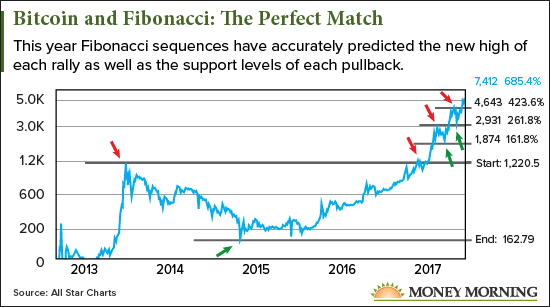 Bitcoin and Fibonacci: The Perfect Match
This year Fibonacci sequences have accurately predicted the new high of
each rally as well as the support levels of each pullback.
7,412 685.4%
5.0K
4,643 423.6%
3.0K
2,931 261.8%
1,874 161.8%
1.2K
Start: 1,220.5
600
200
End: 162.79
0
2013 2014 2015 2016 2017
Source: All Star Charts
MONEY MORNING